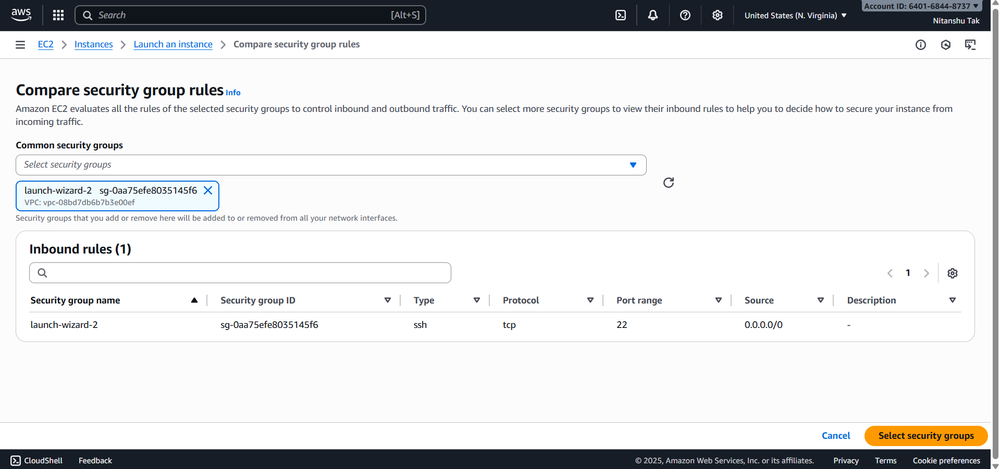 aws
Search [Alt+S]
United States (N. Virginia)
Account ID: 6401-6844-8737
Nitanshu Tak
EC2 Instances Launch an instance Compare security group rules
Compare security group rules Info
Amazon EC2 evaluates all the rules of the selected security groups to control inbound and outbound traffic. You can select more security groups to view their inbound rules to help you to decide how to secure your instance from
incoming traffic.
Common security groups
Select security groups
launch-wizard-2 sg-0aa75efe8035145f6
VPC: vpc-08bd7db6b7b3e00ef
Security groups that you add or remove here will be added to or removed from all your network interfaces.
Inbound rules (1)
1
Security group name Security group ID Type Protocol Port range Source Description
launch-wizard-2 sg-0aa75efe8035145f6 ssh tcp 22 0.0.0.0/0 -
Cancel Select security groups
CloudShell Feedback © 2025, Amazon Web Services, Inc. or its affiliates. Privacy Terms Cookie preferences